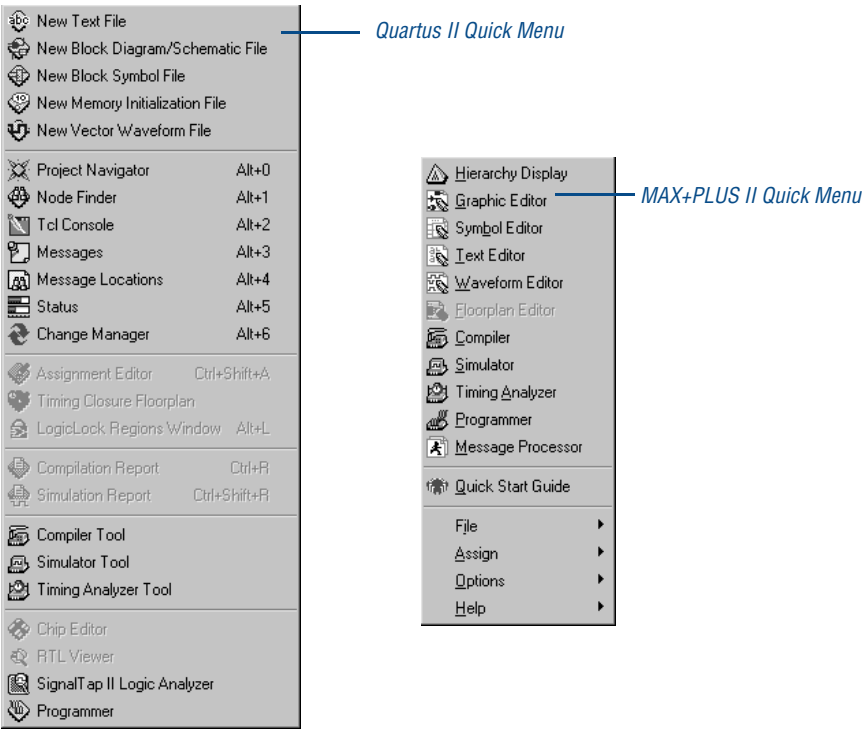 New Text File
New Block Diagram/Schematic File
New Block Symbol File
New Memory Initialization File
New Vector Waveform File
Project Navigator Alt+0
Node Finder Alt+1
Tcl Console Alt+2
Messages Alt+3
Message Locations Alt+4
Status Alt+5
Change Manager Alt+6
Assignment Editor Ctrl+Shift+A
Timing Closure Floorplan
LogicLock Regions Window Alt+L
Compilation Report Ctrl+R
Simulation Report Ctrl+Shift+R
Compiler Tool
Simulator Tool
Timing Analyzer Tool
Chip Editor
RTL Viewer
SignalTap II Logic Analyzer
Programmer
Quartus II Quick Menu
Hierarchy Display
Graphic Editor
Symbol Editor
Text Editor
Waveform Editor
Floorplan Editor
Compiler
Simulator
Timing Analyzer
Programmer
Message Processor
Quick Start Guide
File
Assign
Options
Help
MAX+PLUS II Quick Menu